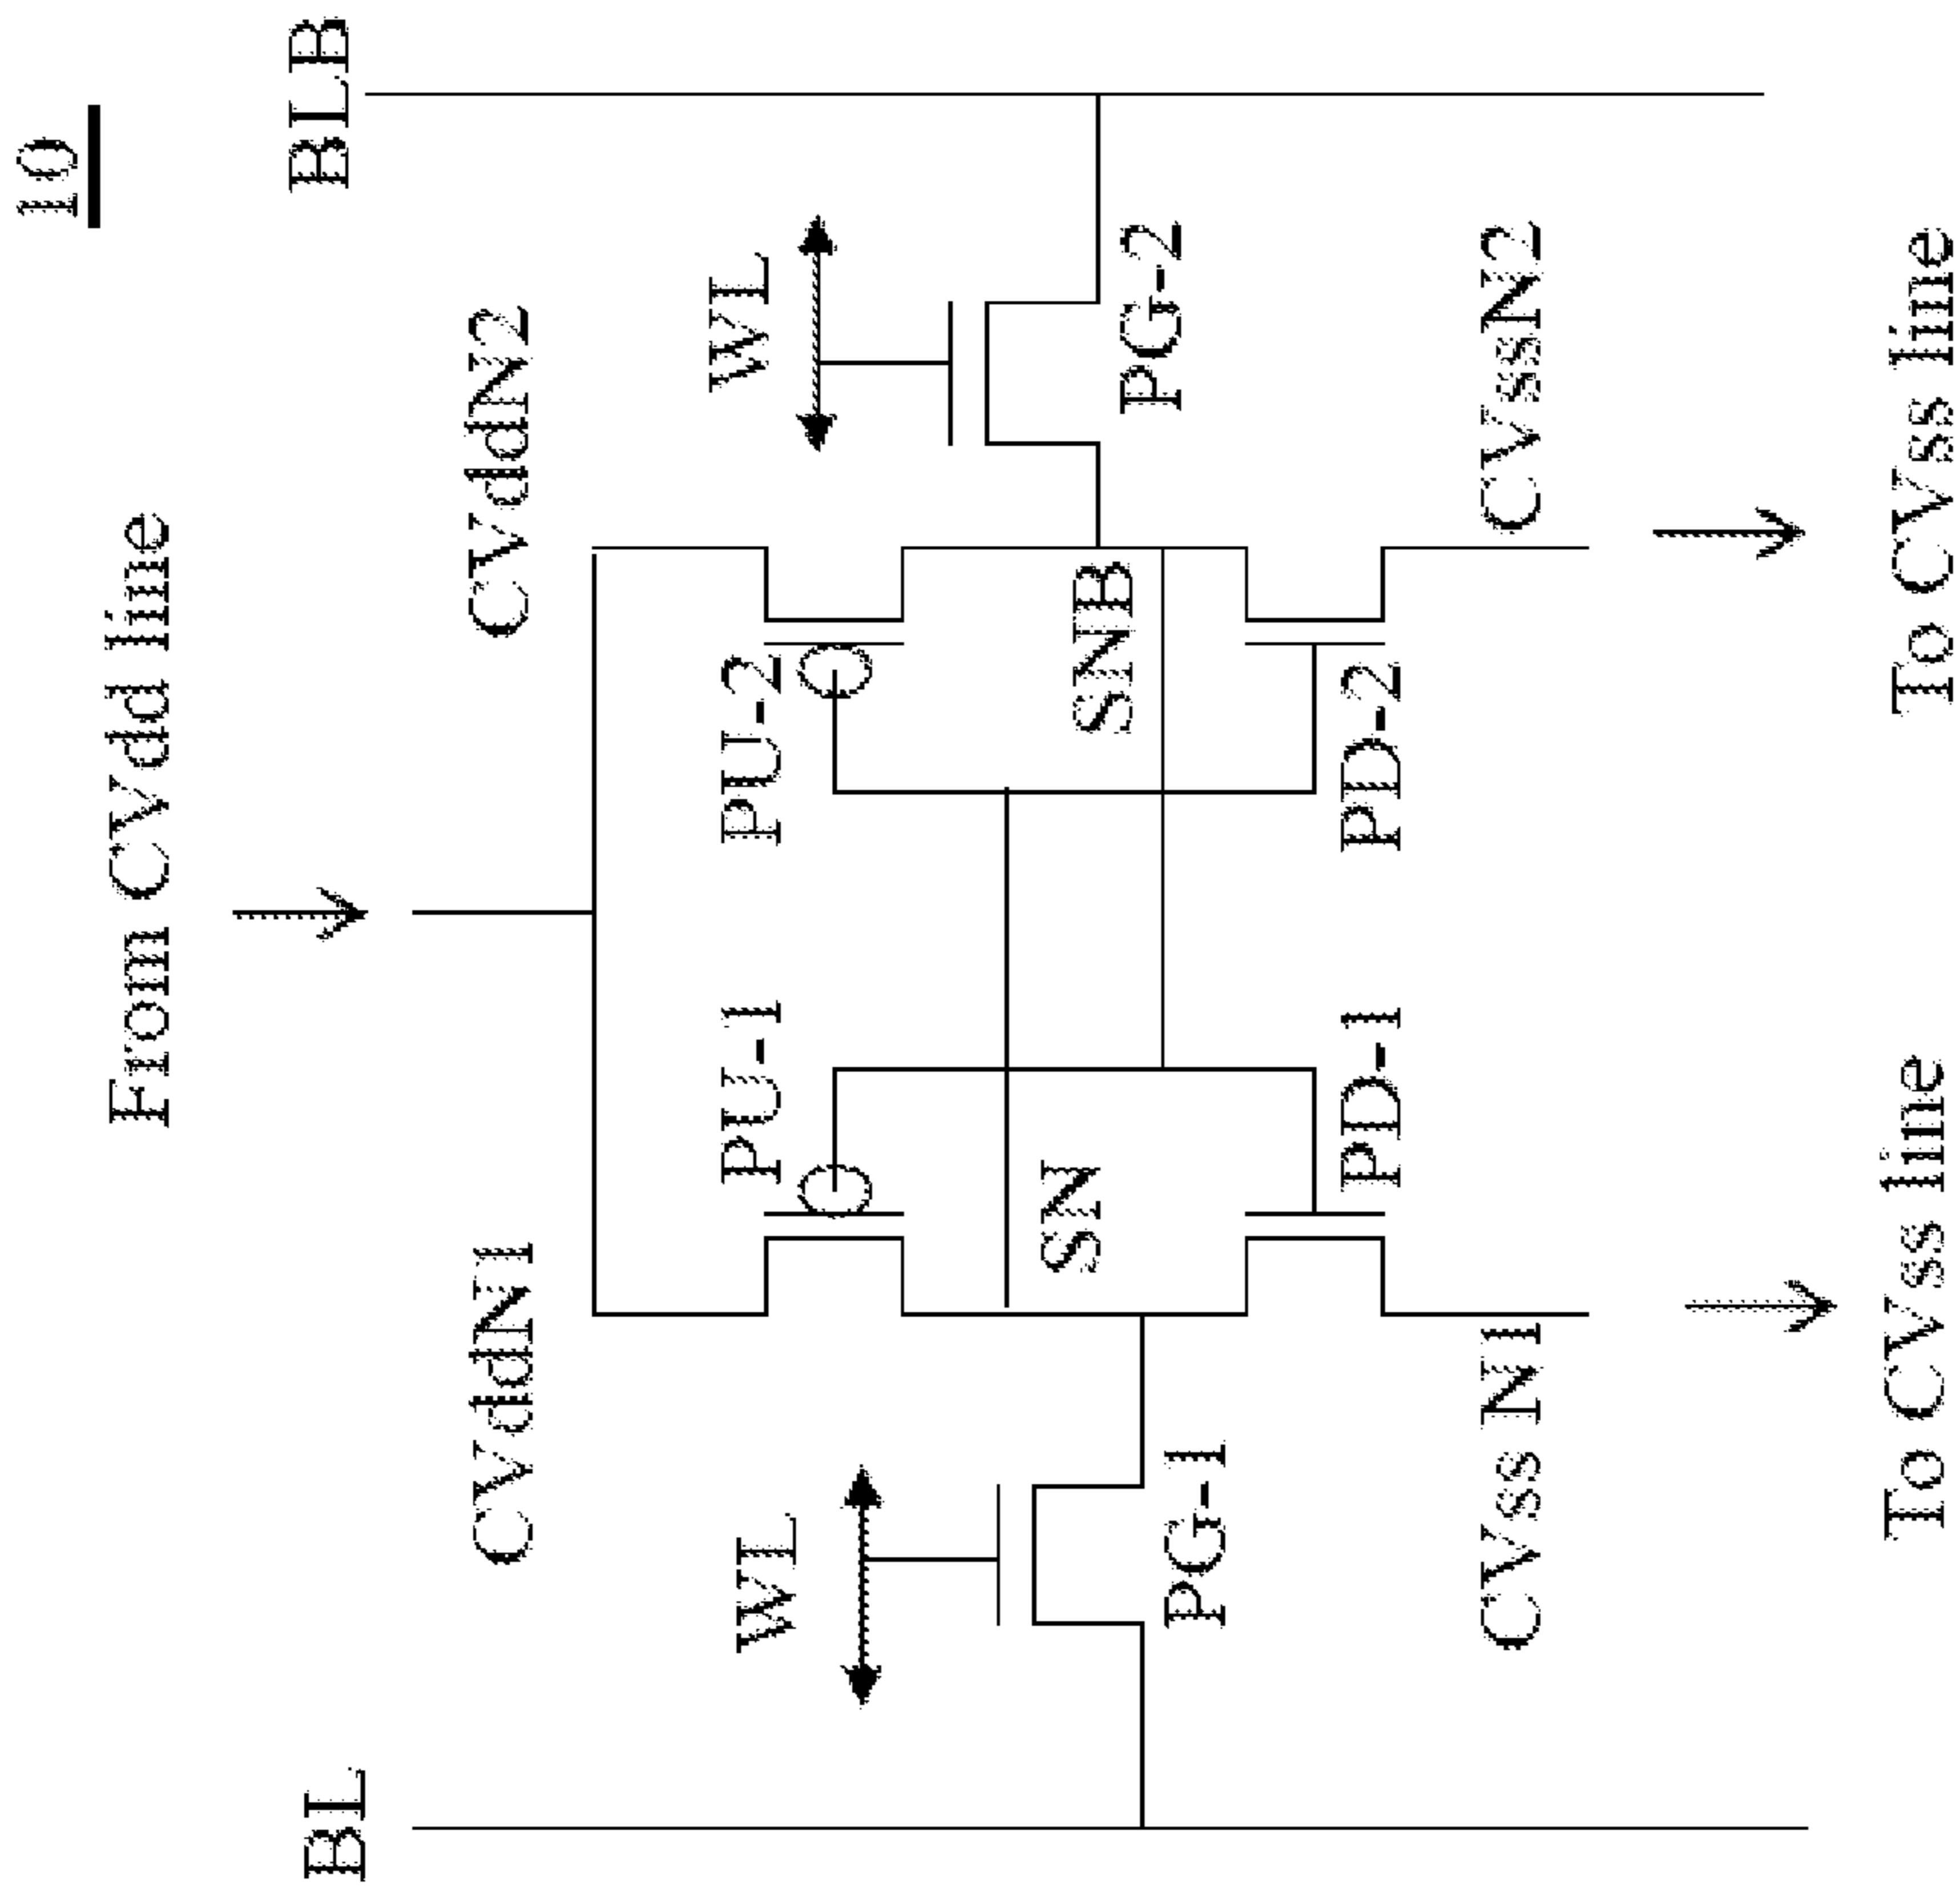 10
From CVdd line
BL
BLB
CVddN1
CVddN2
WL
WL
PU-1
PU-2
SN
SNB
PG-1
PG-2
PD-1
PD-2
CVss N1
CVssN2
To CVss line
To CVss line